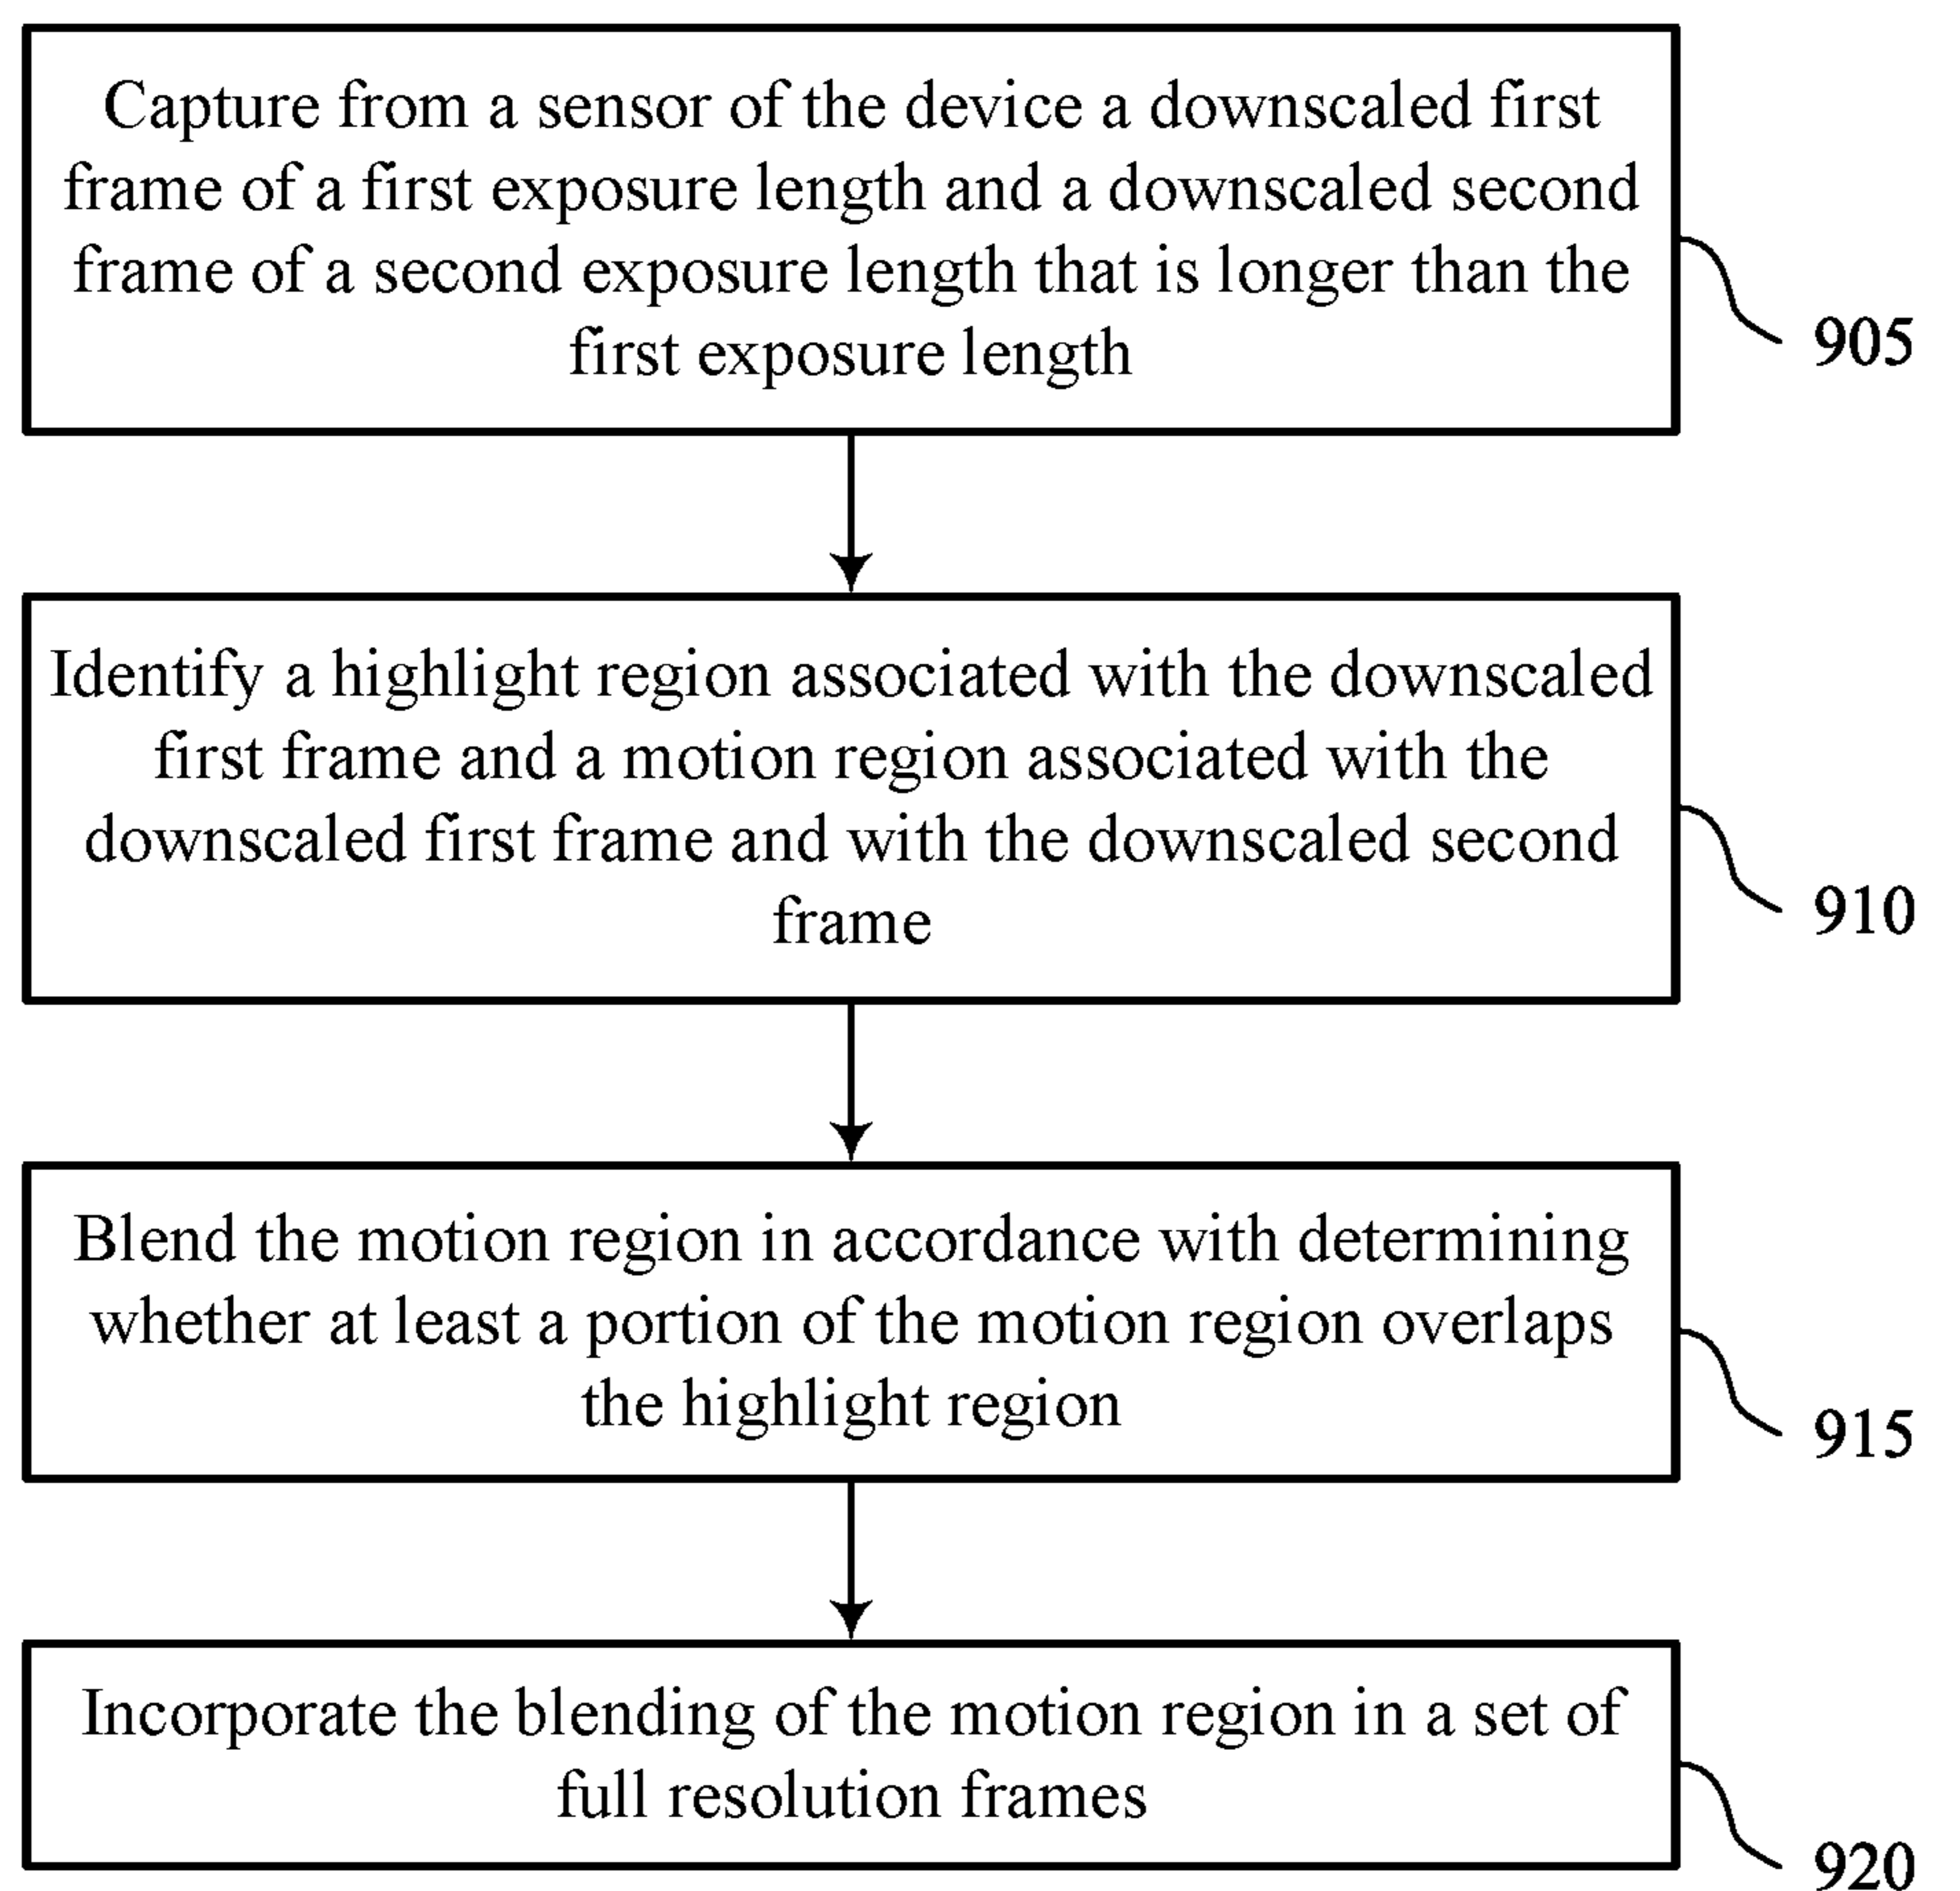 Capture from a sensor of the device a downscaled first
frame of a first exposure length and a downscaled second
frame of a second exposure length that is longer than the
first exposure length
905
Identify a highlight region associated with the downscaled
first frame and a motion region associated with the
downscaled first frame and with the downscaled second
frame
910
Blend the motion region in accordance with determining
whether at least a portion of the motion region overlaps
the highlight region
915
Incorporate the blending of the motion region in a set of
full resolution frames
920